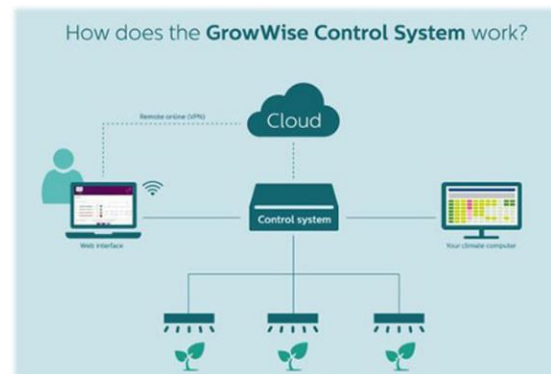 How does the GrowWise Control System work?
Cloud
Remote online (VPN)
Control system
Web interface
Your climate computer